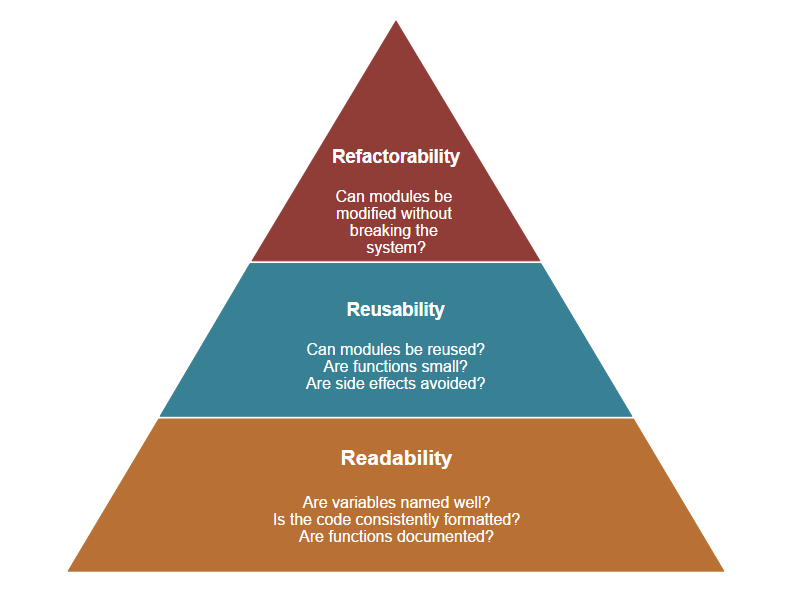 Refactorability
Can modules be
modified without
breaking the
system?
Reusability
Can modules be reused?
Are functions small?
Are side effects avoided?
Readability
Are variables named well?
Is the code consistently formatted?
Are functions documented?